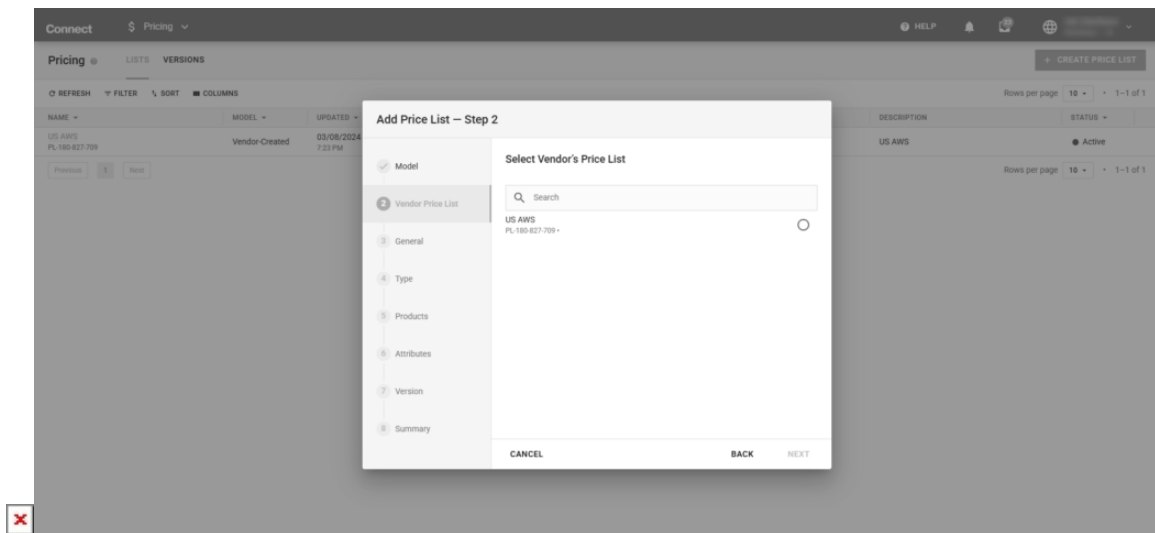 Connect $ Pricing HELP
Pricing LISTS VERSIONS + CREATE PRICE LIST
REFRESH FILTER SORT COLUMNS Rows per page 10 • 1–1 of 1
NAME MODEL UPDATED DESCRIPTION STATUS
US AWS
PL-180-827-709 Vendor-Created 03/08/2024
7:23 PM US AWS Active
Previous 1 Next Rows per page 10 • 1–1 of 1
Add Price List — Step 2
Model
2 Vendor Price List
3 General
4 Type
5 Products
6 Attributes
7 Version
8 Summary
Select Vendor's Price List
Search
US AWS
PL-180-827-709
CANCEL BACK NEXT